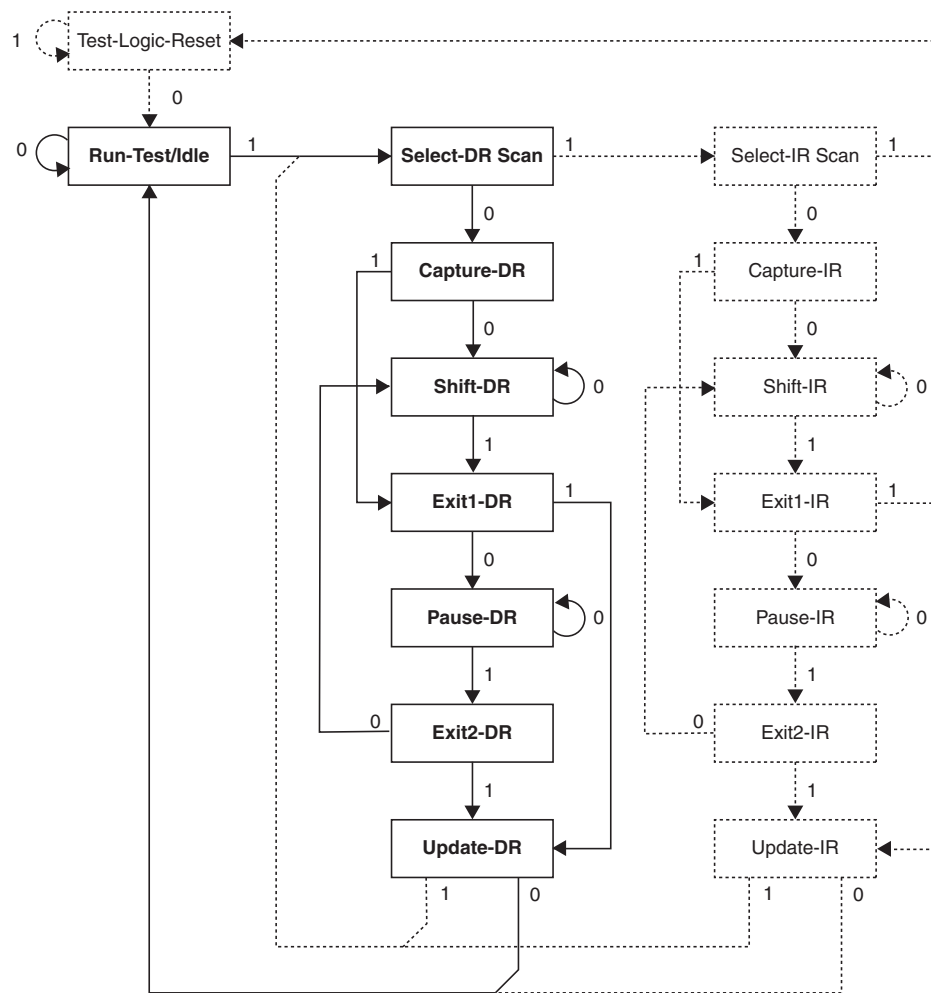 1
Test-Logic-Reset
0
0
Run-Test/Idle
1
Select-DR Scan
1
Select-IR Scan
1
0
0
1
Capture-DR
1
Capture-IR
0
0
Shift-DR
0
Shift-IR
0
1
1
Exit1-DR
1
Exit1-IR
1
0
0
Pause-DR
0
Pause-IR
0
1
1
0
Exit2-DR
0
Exit2-IR
1
1
Update-DR
Update-IR
1
0
1
0